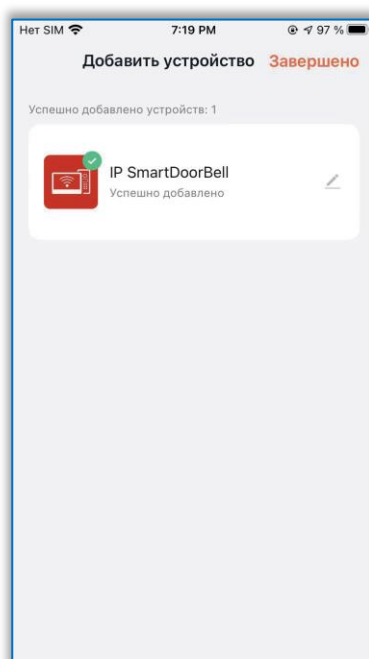 Нет SIM 7:19 PM 97 %
Добавить устройство Завершено
Успешно добавлено устройств: 1
IP SmartDoorBell
Успешно добавлено